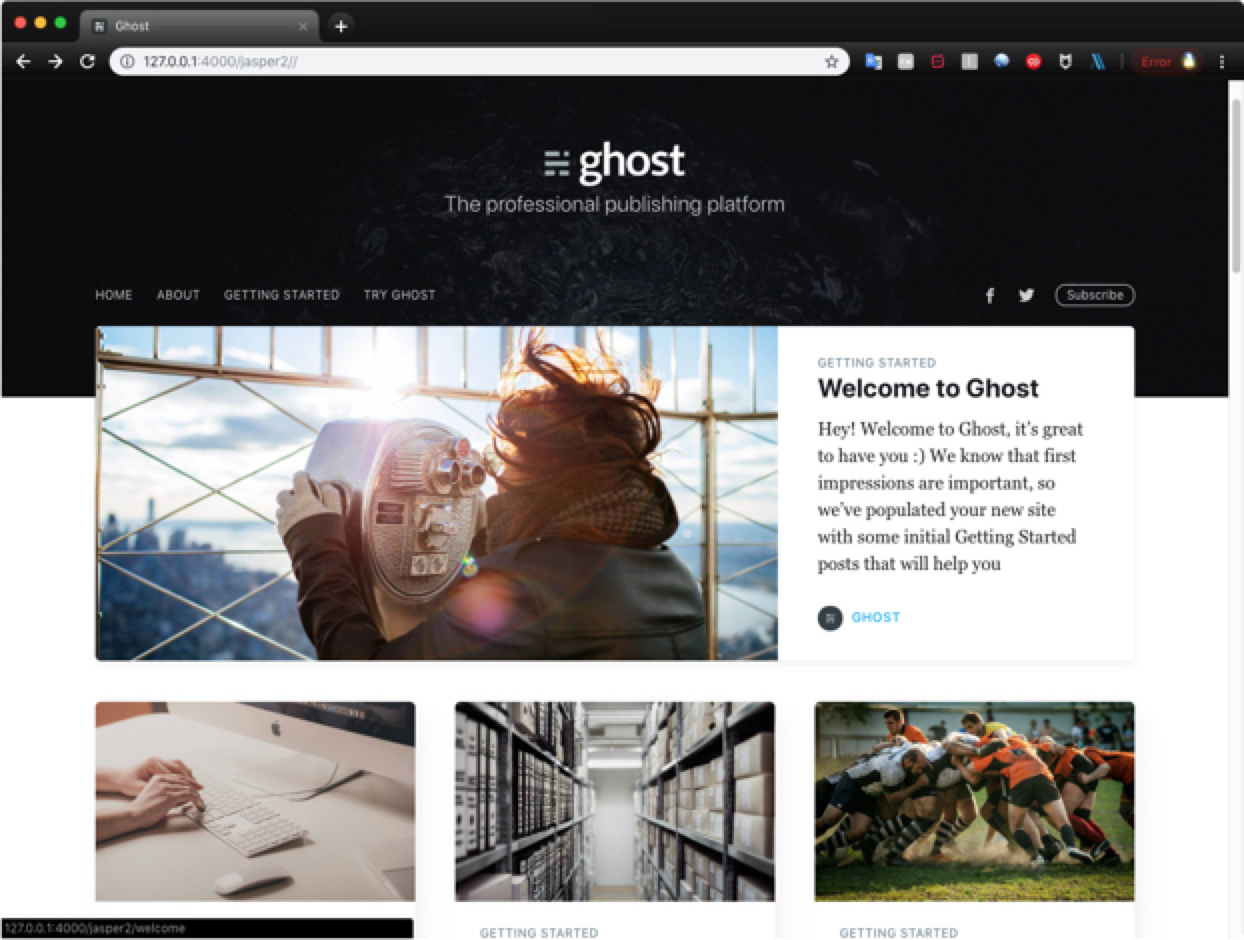 Ghost
127.0.0.1:4000/jasper2//
Error
ghost
The professional publishing platform
HOME ABOUT GETTING STARTED TRY GHOST
Subscribe
GETTING STARTED
Welcome to Ghost
Hey! Welcome to Ghost, it's great
to have you :) We know that first
impressions are important, so
we've populated your new site
with some initial Getting Started
posts that will help you
GHOST
127.0.0.1:4000/jasper2/welcome
GETTING STARTED
GETTING STARTED